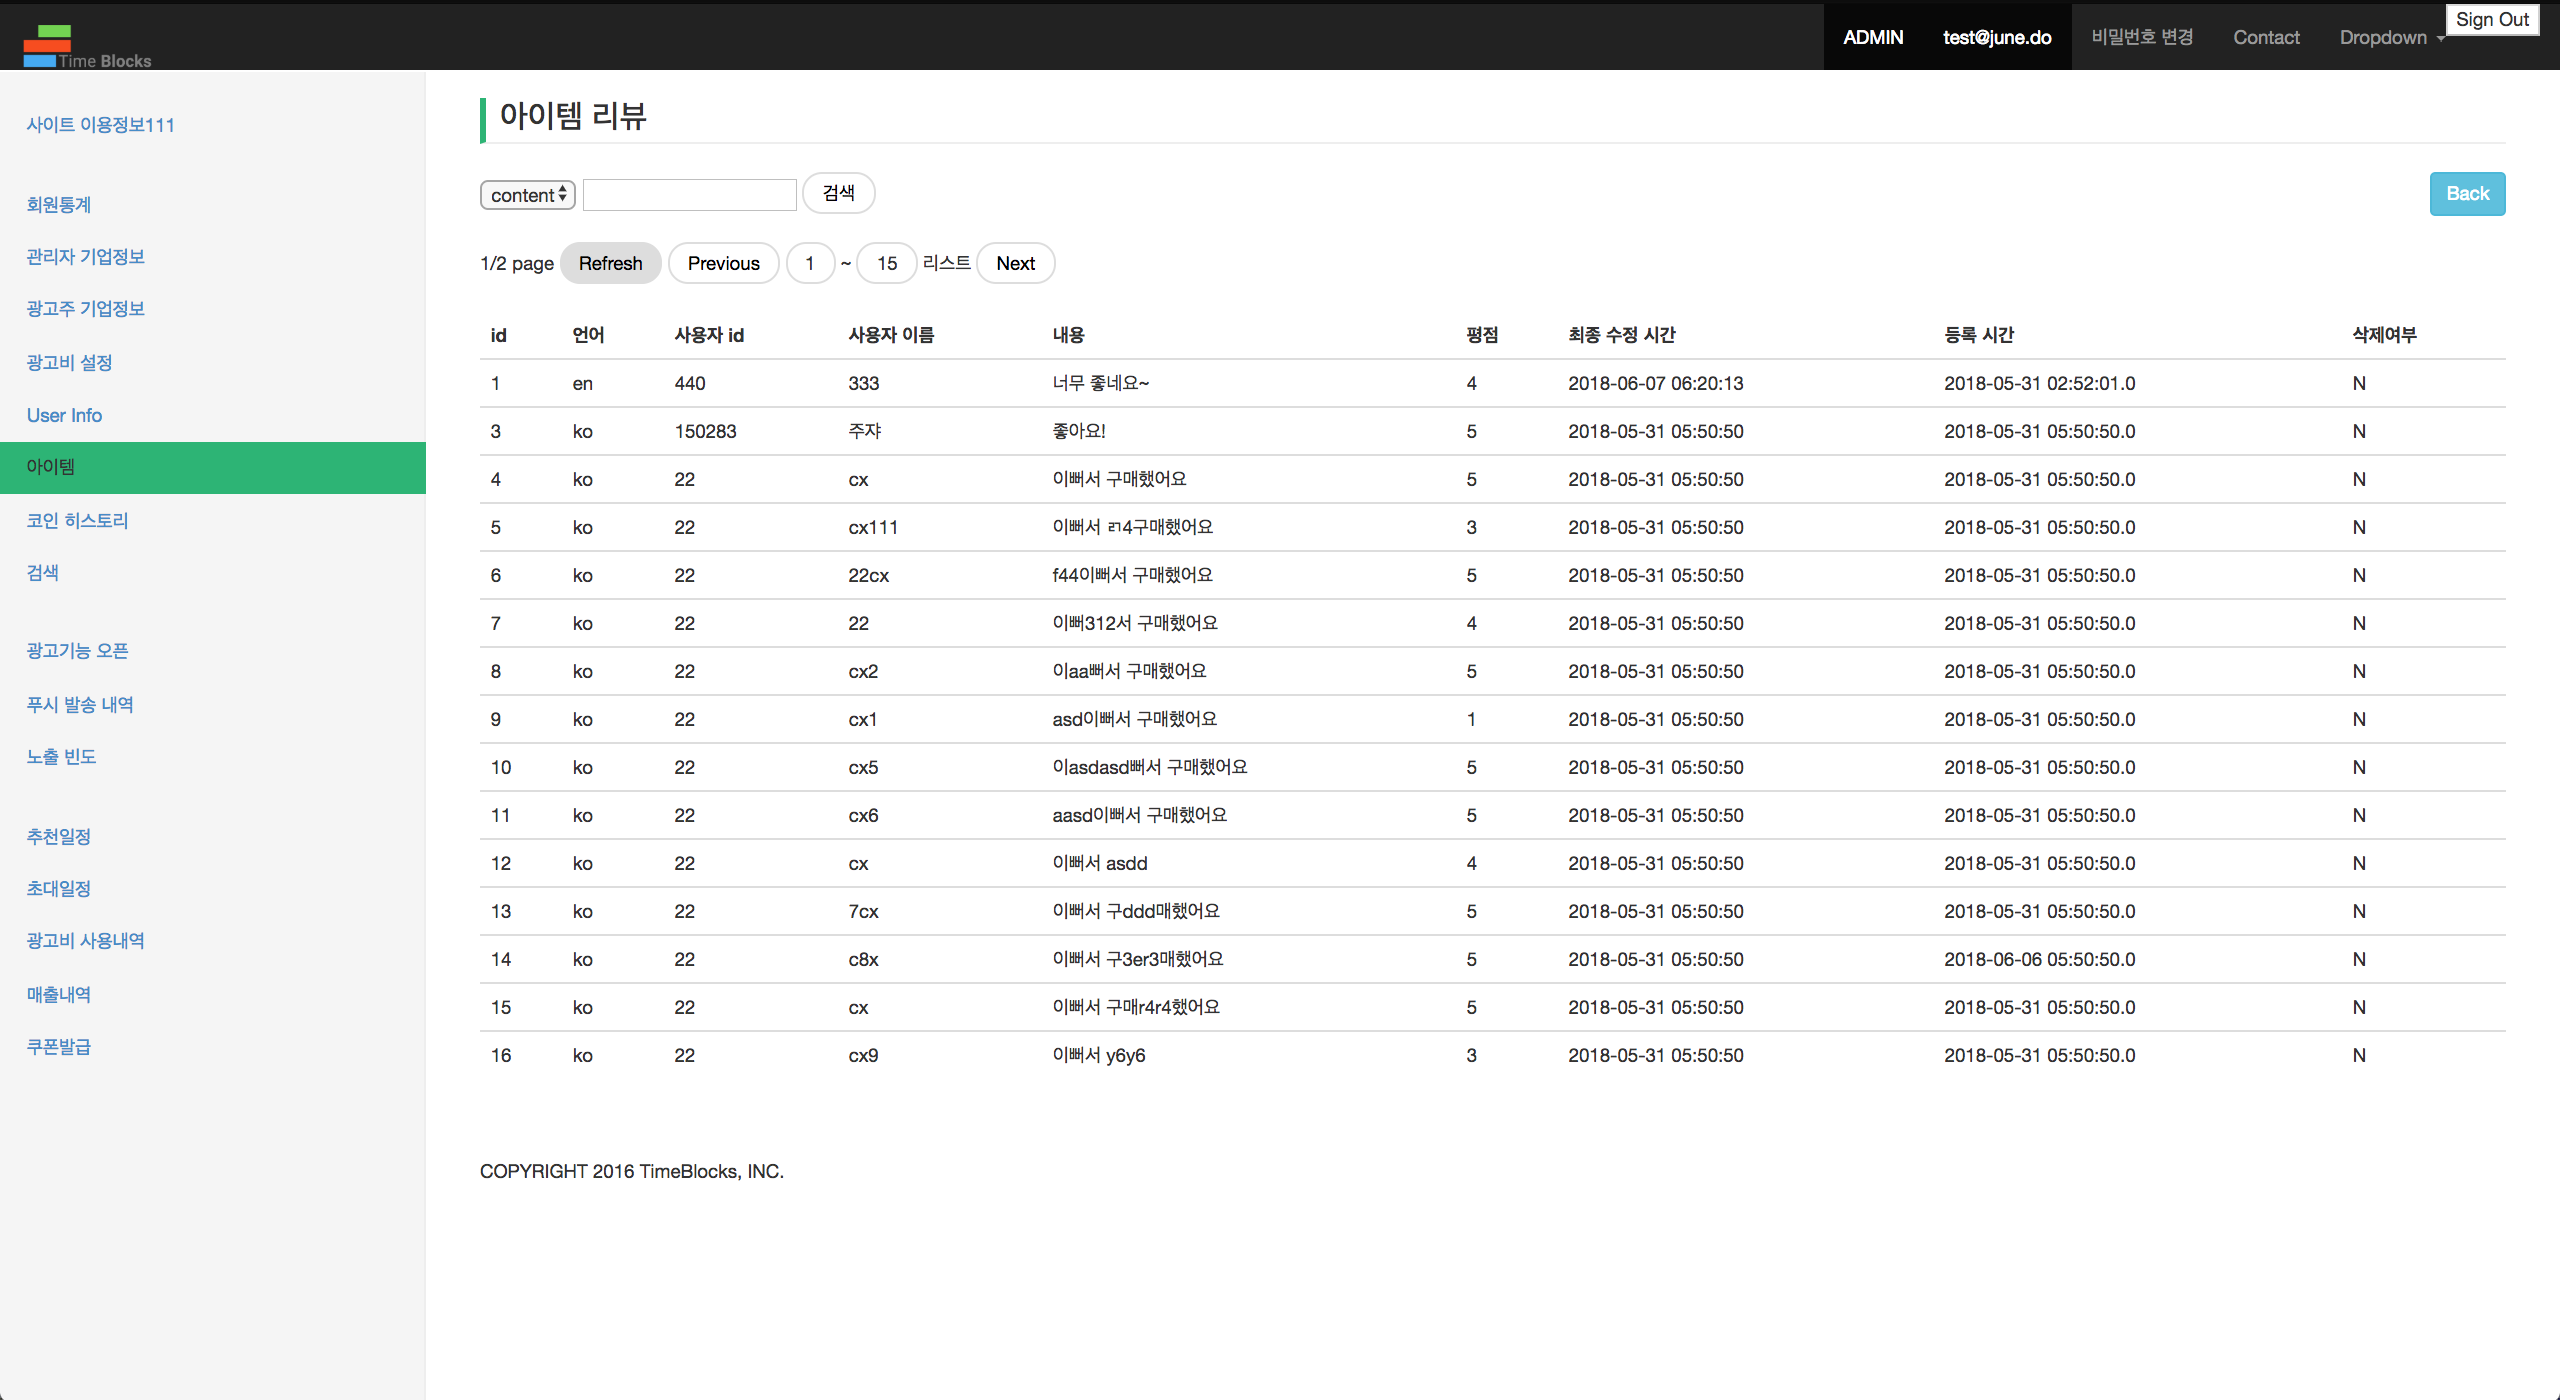 Time Blocks
ADMIN test@june.do 비밀번호 변경 Contact Dropdown Sign Out
사이트 이용정보111
회원통계
관리자 기업정보
광고주 기업정보
광고비 설정
User Info
아이템
코인 히스토리
검색
광고기능 오픈
푸시 발송 내역
노출 빈도
추천일정
초대일정
광고비 사용내역
매출내역
쿠폰발급
아이템 리뷰
content 검색 Back
1/2 page Refresh Previous 1 ~ 15 리스트 Next
id 언어 사용자 id 사용자 이름 내용 평점 최종 수정 시간 등록 시간 삭제여부
1 en 440 333 너무 좋네요~ 4 2018-06-07 06:20:13 2018-05-31 02:52:01.0 N
3 ko 150283 주쟈 좋아요! 5 2018-05-31 05:50:50 2018-05-31 05:50:50.0 N
4 ko 22 cx 이뻐서 구매했어요 5 2018-05-31 05:50:50 2018-05-31 05:50:50.0 N
5 ko 22 cx111 이뻐서 ㄺ4구매했어요 3 2018-05-31 05:50:50 2018-05-31 05:50:50.0 N
6 ko 22 22cx f44이뻐서 구매했어요 5 2018-05-31 05:50:50 2018-05-31 05:50:50.0 N
7 ko 22 22 이뻐312서 구매했어요 4 2018-05-31 05:50:50 2018-05-31 05:50:50.0 N
8 ko 22 cx2 이aa뻐서 구매했어요 5 2018-05-31 05:50:50 2018-05-31 05:50:50.0 N
9 ko 22 cx1 asd이뻐서 구매했어요 1 2018-05-31 05:50:50 2018-05-31 05:50:50.0 N
10 ko 22 cx5 이asdasd뻐서 구매했어요 5 2018-05-31 05:50:50 2018-05-31 05:50:50.0 N
11 ko 22 cx6 aasd이뻐서 구매했어요 5 2018-05-31 05:50:50 2018-05-31 05:50:50.0 N
12 ko 22 cx 이뻐서 asdd 4 2018-05-31 05:50:50 2018-05-31 05:50:50.0 N
13 ko 22 7cx 이뻐서 구ddd매했어요 5 2018-05-31 05:50:50 2018-05-31 05:50:50.0 N
14 ko 22 c8x 이뻐서 구3er3매했어요 5 2018-05-31 05:50:50 2018-06-06 05:50:50.0 N
15 ko 22 cx 이뻐서 구매r4r4했어요 5 2018-05-31 05:50:50 2018-05-31 05:50:50.0 N
16 ko 22 cx9 이뻐서 y6y6 3 2018-05-31 05:50:50 2018-05-31 05:50:50.0 N
COPYRIGHT 2016 TimeBlocks, INC.